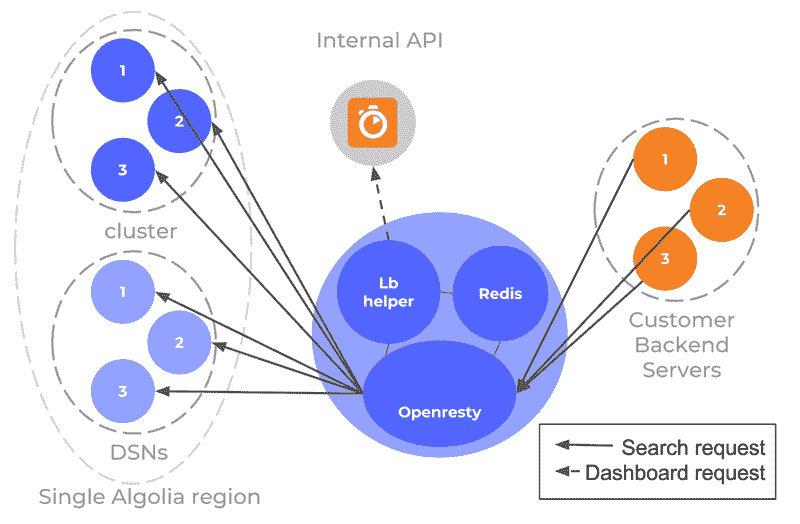 Internal API
1
2
3
cluster
1
2
3
DSNs
Single Algolia region
Lb
helper
Redis
Openresty
1
2
3
Customer
Backend
Servers
Search request
Dashboard request